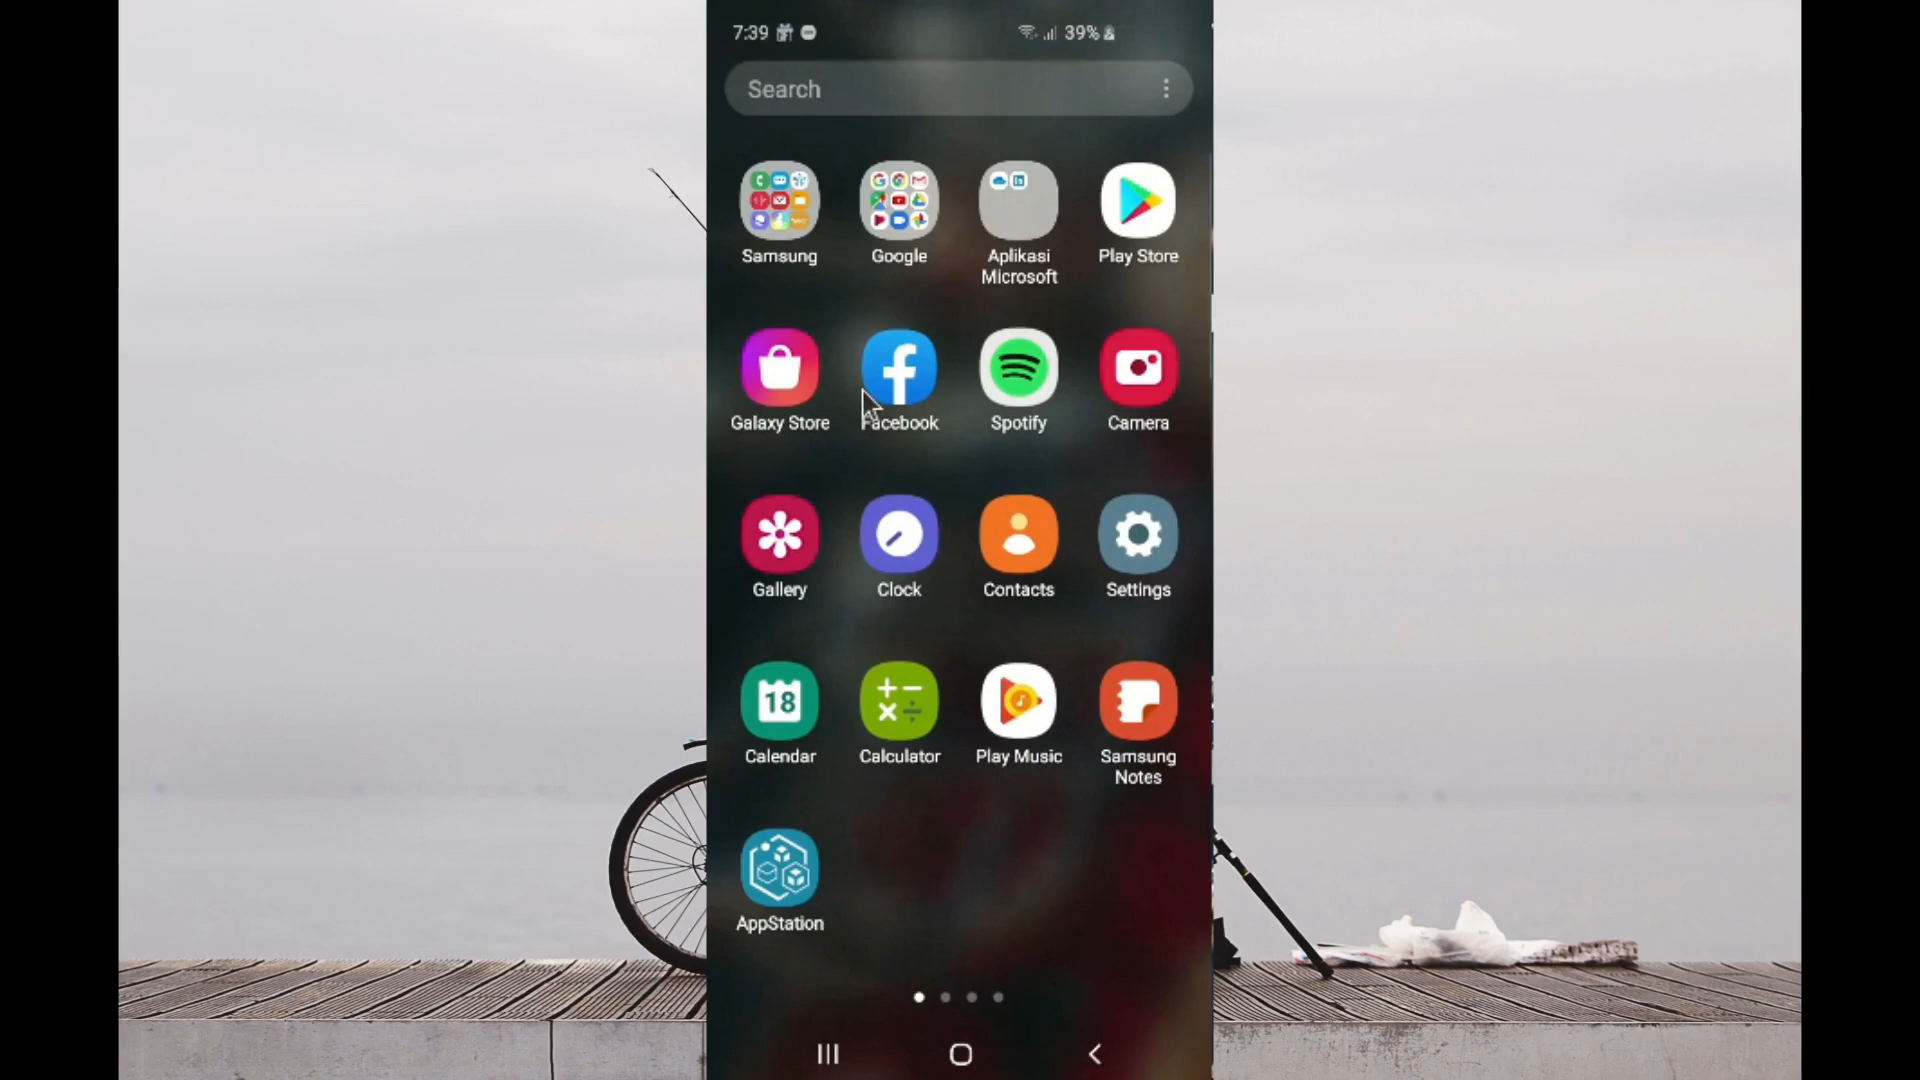 7:39
39%
Search
Samsung
Google
Aplikasi
Microsoft
Play Store
Galaxy Store
Facebook
Spotify
Camera
Gallery
Clock
Contacts
Settings
18
Calendar
Calculator
Play Music
Samsung
Notes
AppStation